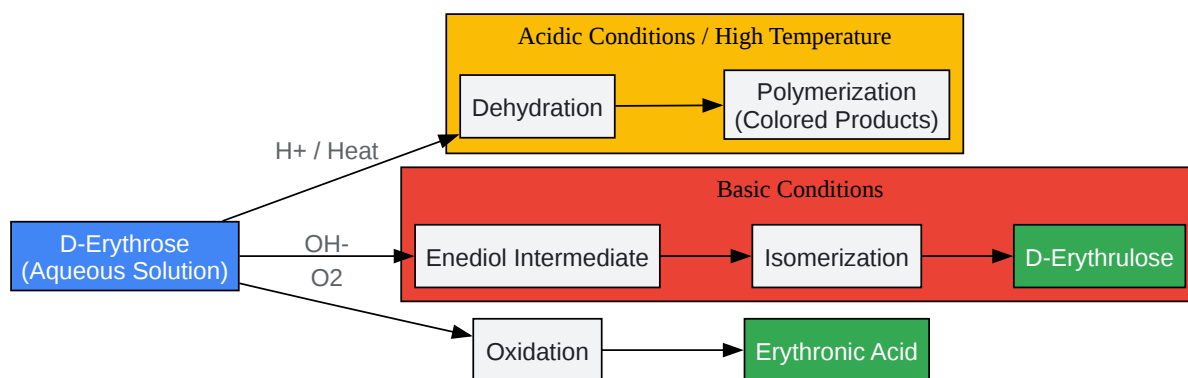 Acidic Conditions / High Temperature
Dehydration
Polymerization
(Colored Products)
H+ / Heat
Basic Conditions
D-Erythrose
(Aqueous Solution)
OH-
Enediol Intermediate
Isomerization
D-Erythrulose
O2
Oxidation
Erythronic Acid